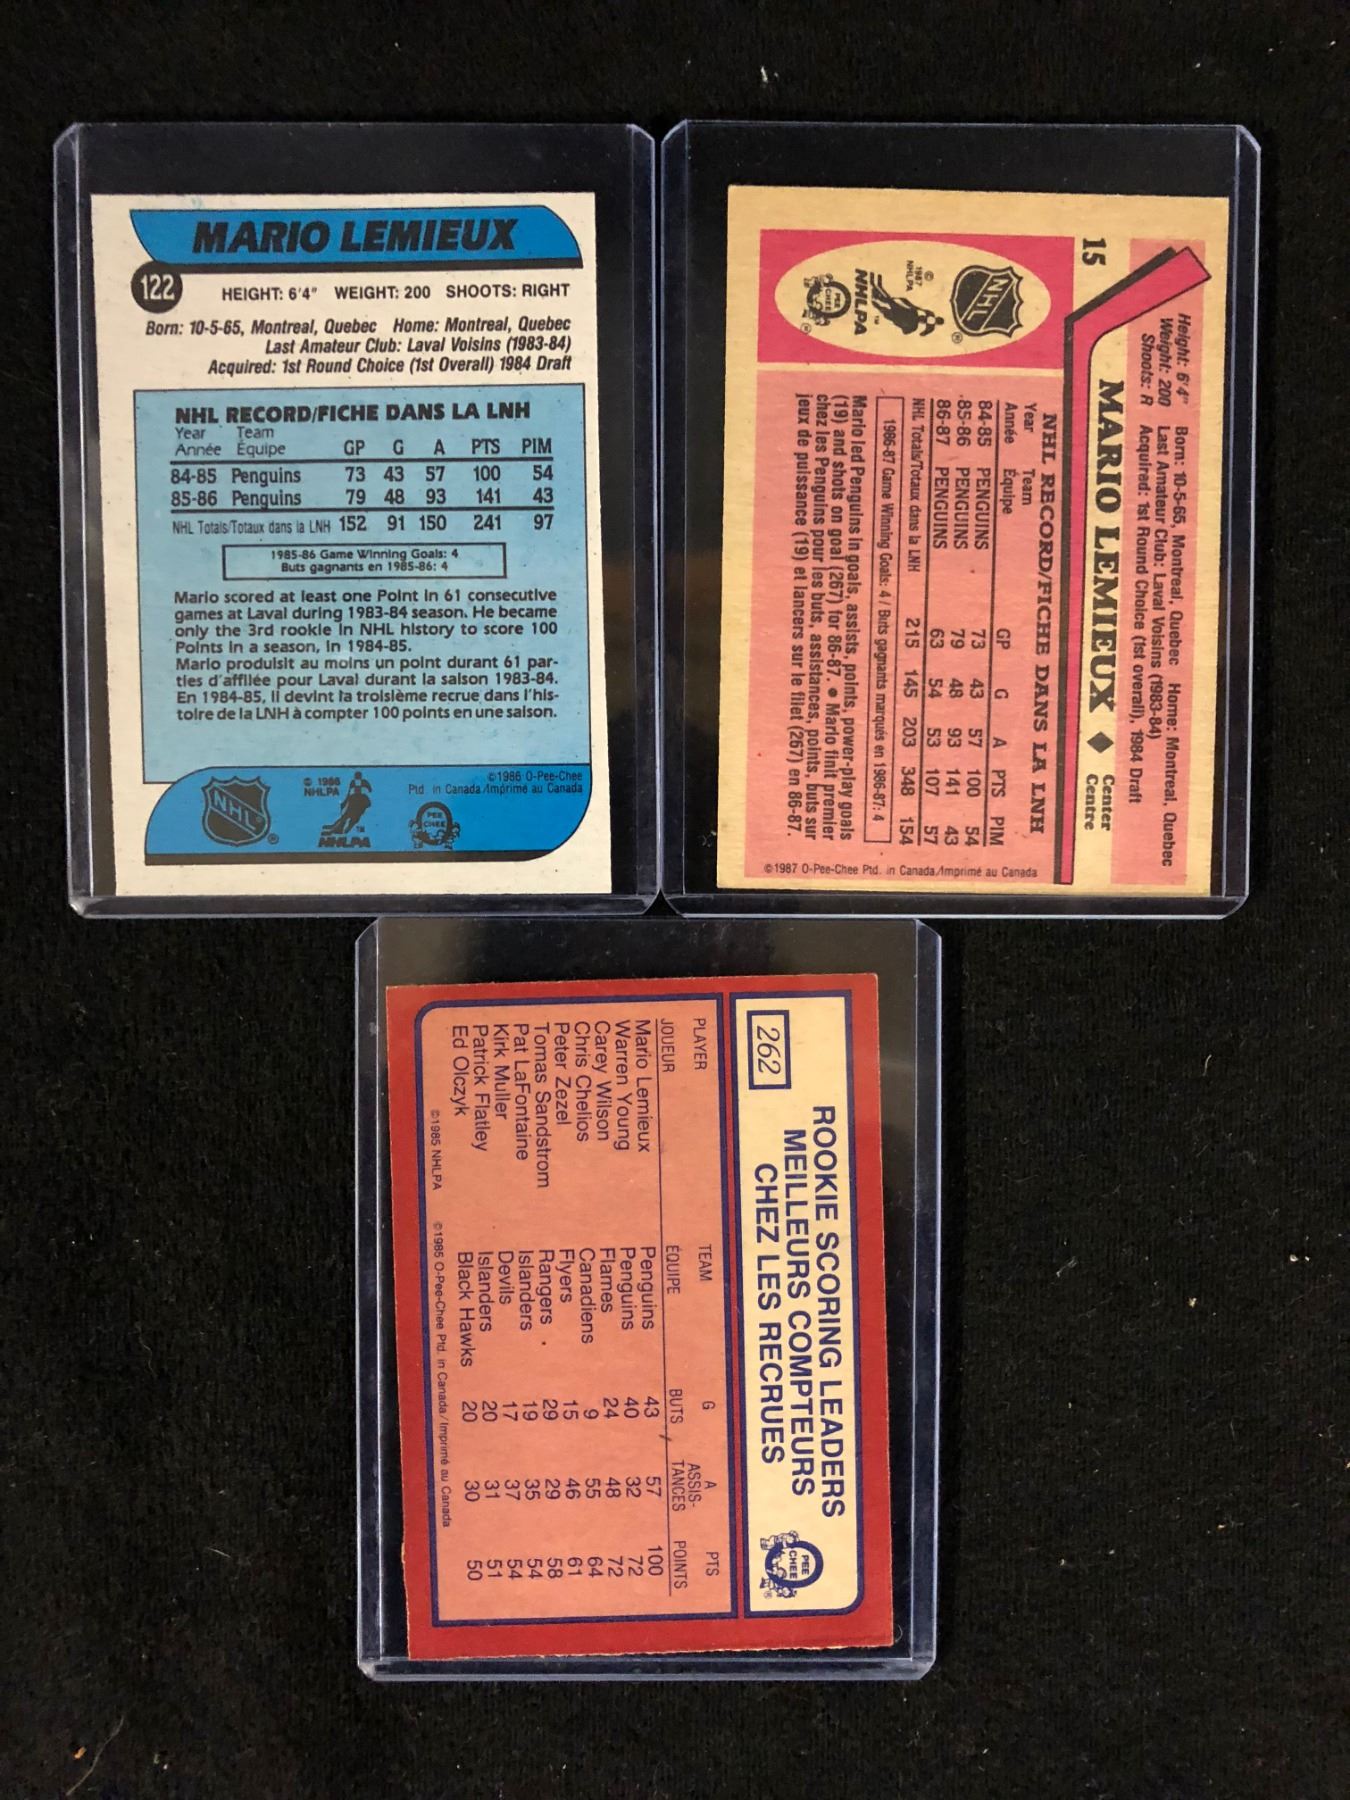 MARIO LEMIEUX
122
HEIGHT: 6'4" WEIGHT: 200 SHOOTS: RIGHT
Born: 10-5-65, Montreal, Quebec Home: Montreal, Quebec
Last Amateur Club: Laval Voisins (1983-84)
Acquired: 1st Round Choice (1st Overall) 1984 Draft
NHL RECORD/FICHE DANS LA LNH
Year Team
Année Équipe GP G A PTS PIM
84-85 Penguins 73 43 57 100 54
85-86 Penguins 79 48 93 141 43
NHL Totals/Totaux dans la LNH 152 91 150 241 97
1985-86 Game Winning Goals: 4
Buts gagnants en 1985-86: 4
Mario scored at least one Point in 61 consecutive
games at Laval during 1983-84 season. He became
only the 3rd rookie in NHL history to score 100
Points in a season, in 1984-85.
Mario produisit au moins un point durant 61 par-
ties d'affilée pour Laval durant la saison 1983-84.
En 1984-85, il devint la troisième recrue dans l'his-
toire de la LNH à compter 100 points en une saison.
©1986 O-Pee-Chee
Ptd. in Canada/Imprimé au Canada
NHL ®
© 1986
NHLPA
NHLPA ™
O PEE CHEE
15
Height: 6'4" Born: 10-5-65, Montreal, Quebec Home: Montreal, Quebec
Weight: 200 Last Amateur Club: Laval Voisins (1983-84)
Shoots: R Acquired: 1st Round Choice (1st overall), 1984 Draft
MARIO LEMIEUX ◆ Center
Centre
NHL RECORD/FICHE DANS LA LNH
Year Team
Année Équipe GP G A PTS PIM
84-85 PENGUINS 73 43 57 100 54
85-86 PENGUINS 79 48 93 141 43
86-87 PENGUINS 63 54 53 107 57
NHL Totals/Totaux dans la LNH 215 145 203 348 154
1986-87 Game Winning Goals: 4 / Buts gagnants marqués en 1986-87: 4
Mario led Penguins in goals, assists, points, power-play goals
(19) and shots on goal (267) for 86-87. ● Mario finit premier
chez les Penguins pour les buts, assistances, points, buts sur
jeux de puissance (19) et lancers sur le filet (267) en 86-87.
NHL ®
© 1987
NHLPA
NHLPA ™
O PEE CHEE ®
©1987 O-Pee-Chee Ptd. in Canada/Imprimé au Canada
262
ROOKIE SCORING LEADERS
MEILLEURS COMPTEURS
CHEZ LES RECRUES
O PEE CHEE ®
PLAYER TEAM G A PTS
JOUEUR ÉQUIPE BUTS ASSIS-TANCES POINTS
Mario Lemieux Penguins 43 57 100
Warren Young Penguins 40 32 72
Carey Wilson Flames 24 48 72
Chris Chelios Canadiens 9 55 64
Peter Zezel Flyers 15 46 61
Tomas Sandstrom Rangers 29 29 58
Pat LaFontaine Islanders 19 35 54
Kirk Muller Devils 17 37 54
Patrick Flatley Islanders 20 31 51
Ed Olczyk Black Hawks 20 30 50
©1985 NHLPA ©1985 O-Pee-Chee Ptd. in Canada/Imprimé au Canada